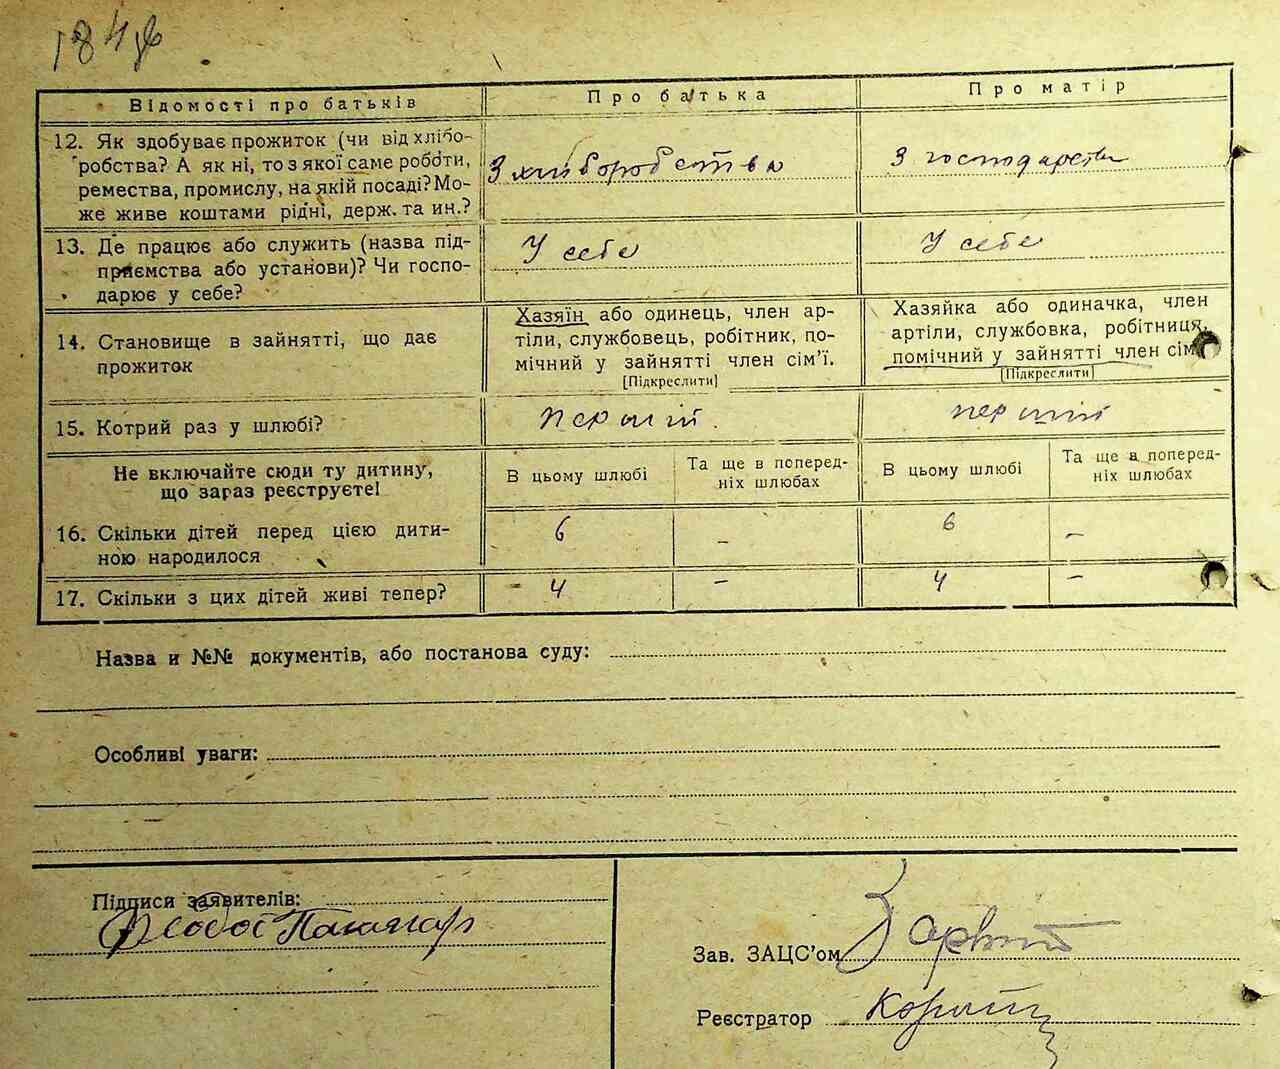 184
Відомості про батьків
Про батька
Про матір
12. Як здобуває прожиток (чи від хлібо-
робства? А як ні, то з якої саме роботи,
ремества, промислу, на якій посаді? Мо-
же живе коштами рідні, держ. та ин.?
З хліборобства
З господарства
13. Де працює або служить (назва під-
приємства або установи)? Чи госпо-
дарює у себе?
У себе
У себе
14. Становище в зайнятті, що дає
прожиток
Хазяїн або одинець, член ар-
тіли, службовець, робітник, по-
мічний у зайнятті член сім'ї.
[Підкреслити]
Хазяйка або одиначка, член
артіли, службовка, робітниця,
помічний у зайнятті член сім
[Підкреслити]
15. Котрий раз у шлюбі?
перший
перший
Не включайте сюди ту дитину,
що зараз реєструєте!
В цьому шлюбі
Та ще в поперед-
ніх шлюбах
В цьому шлюбі
Та ще в поперед-
ніх шлюбах
16. Скільки дітей перед цією дити-
ною народилося
6
–
6
–
17. Скільки з цих дітей живі тепер?
4
–
4
–
Назва и №№ документів, або постанова суду:
Особливі уваги:
Підписи заявителів:
Феодос
Зав. ЗАЦС'ом
Реєстратор